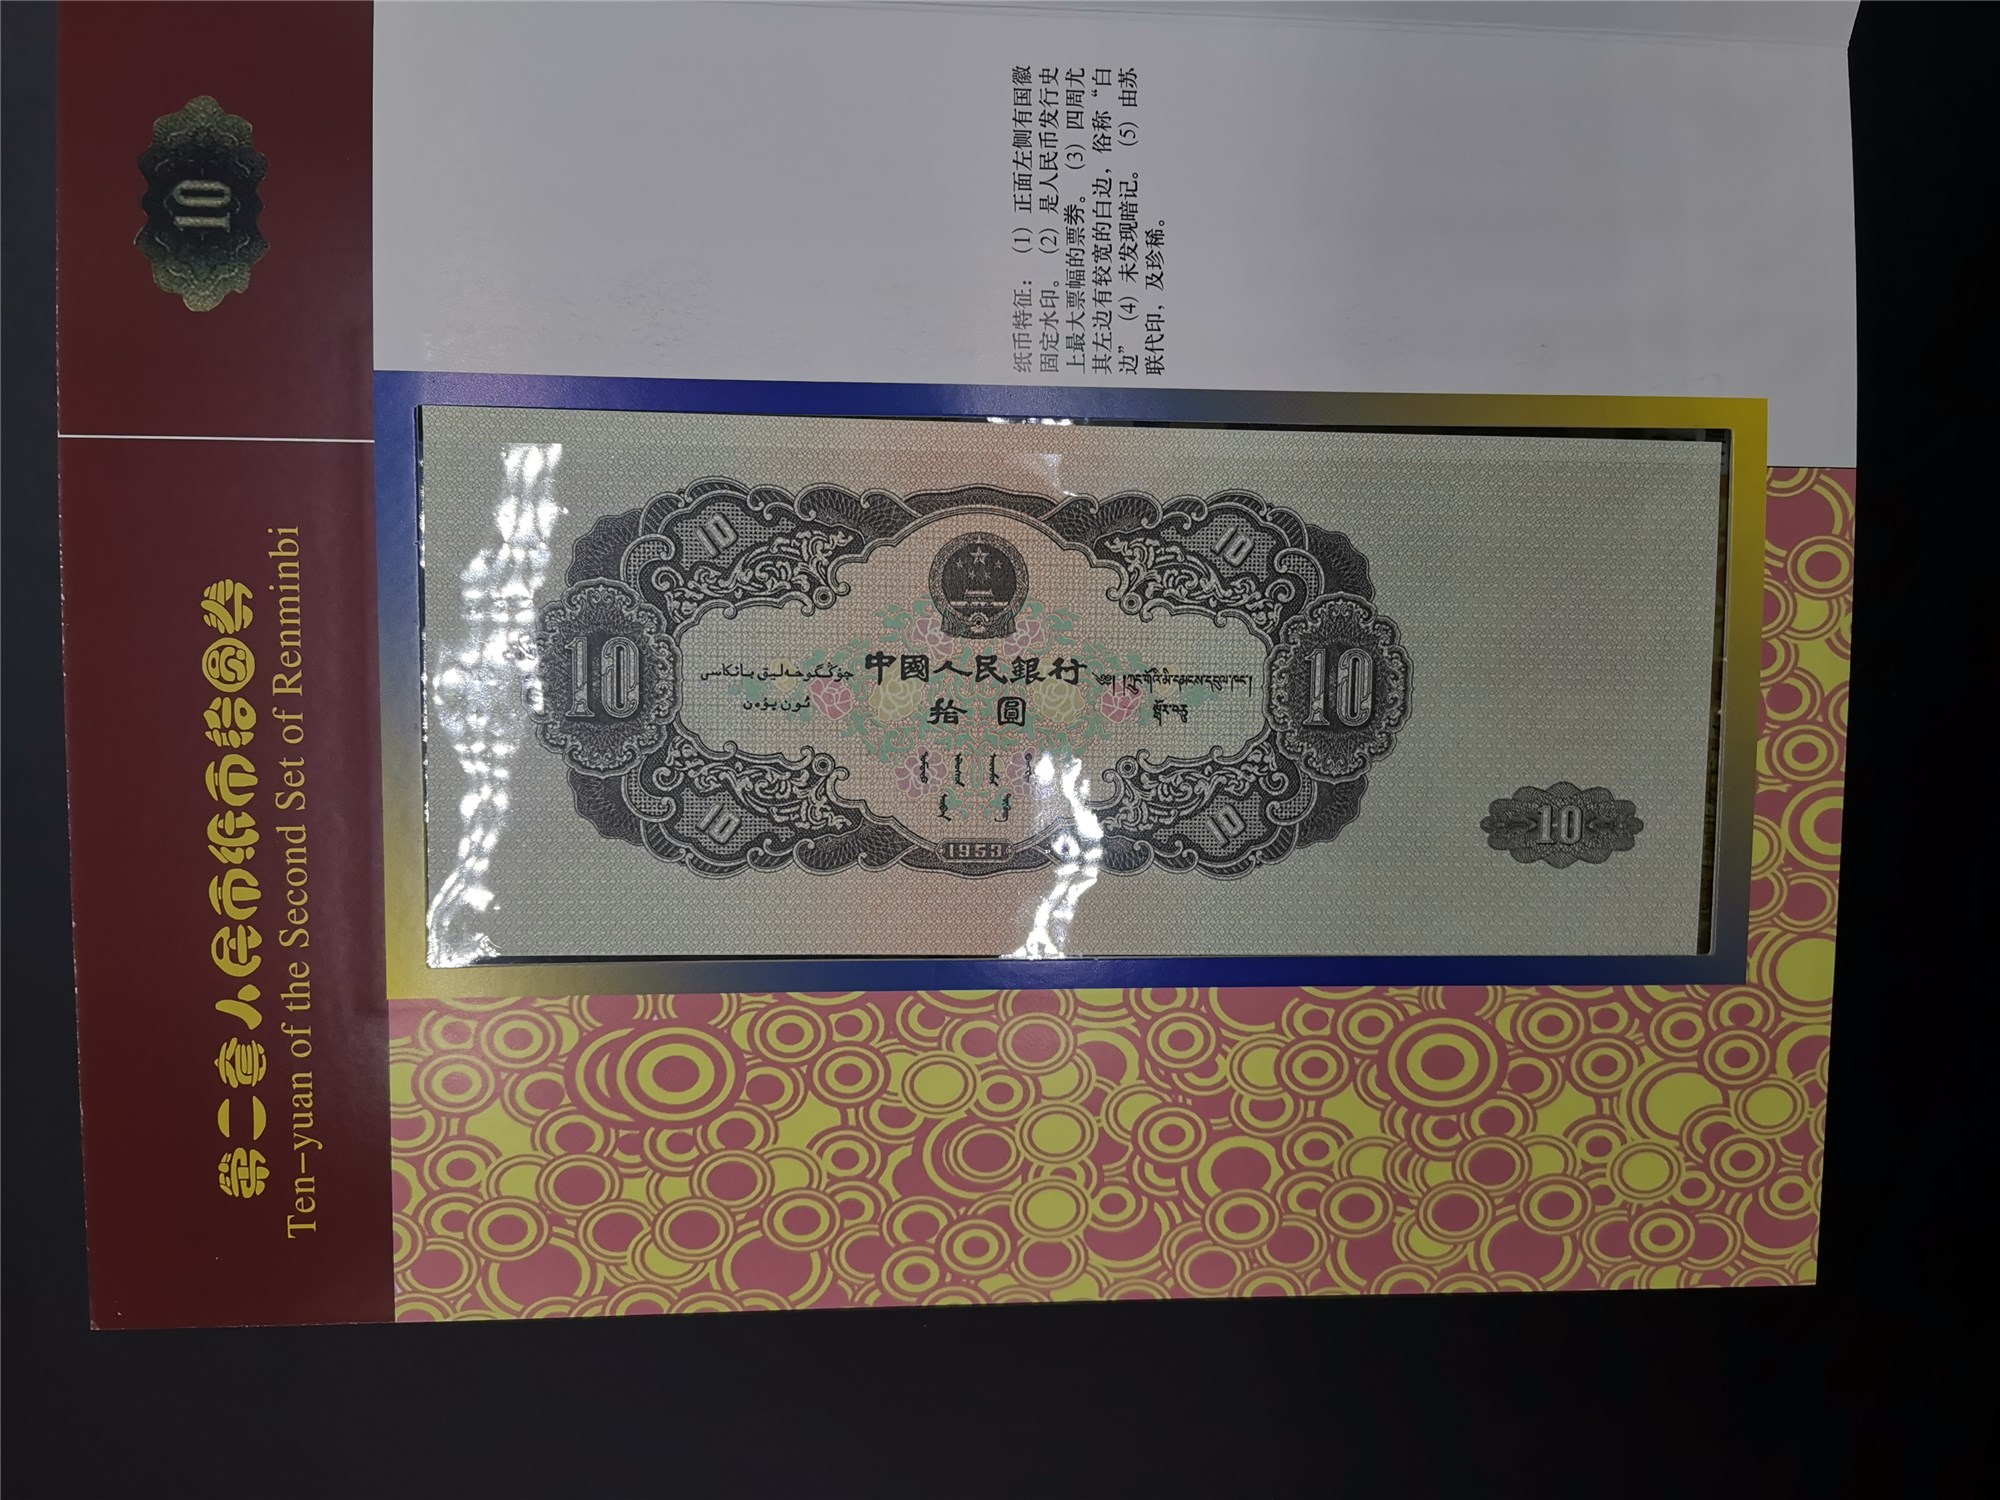 第二套人民币纸币拾圆券
Ten-yuan of the Second Set of Renminbi
10
纸币特征：（1）正面左侧有国徽
固定水印。（2）是人民币发行史
上最大票幅的票券。（3）四周尤
其左边有较宽的白边，俗称“白
边”（4）未发现暗记。（5）由苏
联代印，及珍稀。
10
10
10
10
中國人民銀行
拾圓
جۇڭگو خەلىق بانكاسى
ئون يۈەن
10
10
1953
10